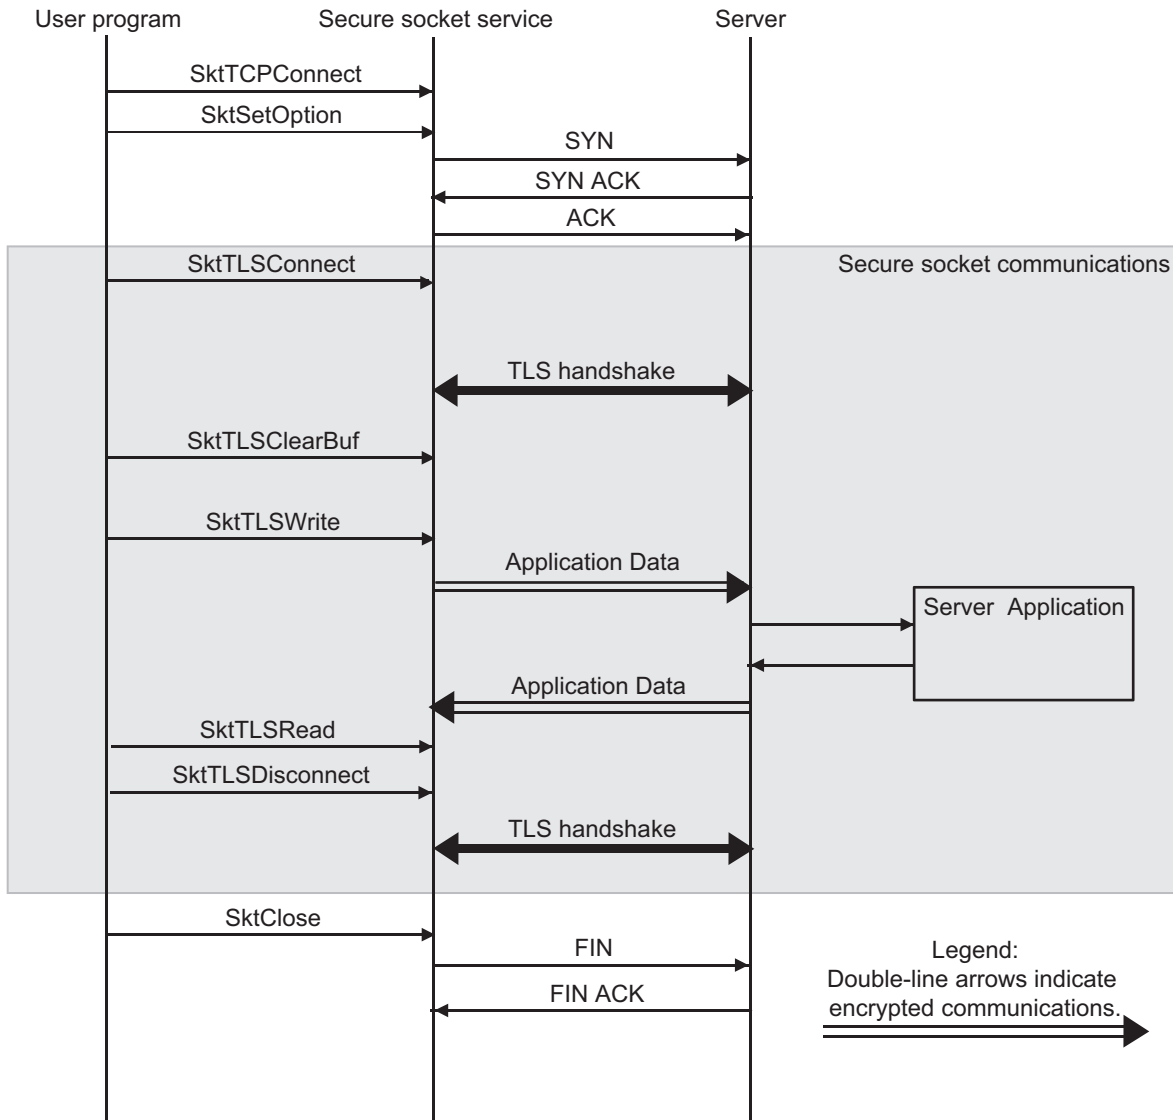 User program
Secure socket service
Server
SktTCPConnect
SktSetOption
SYN
SYN ACK
ACK
SktTLSConnect
Secure socket communications
TLS handshake
SktTLSClearBuf
SktTLSWrite
Application Data
Server Application
Application Data
SktTLSRead
SktTLSDisconnect
TLS handshake
SktClose
FIN
FIN ACK
Legend:
Double-line arrows indicate
encrypted communications.